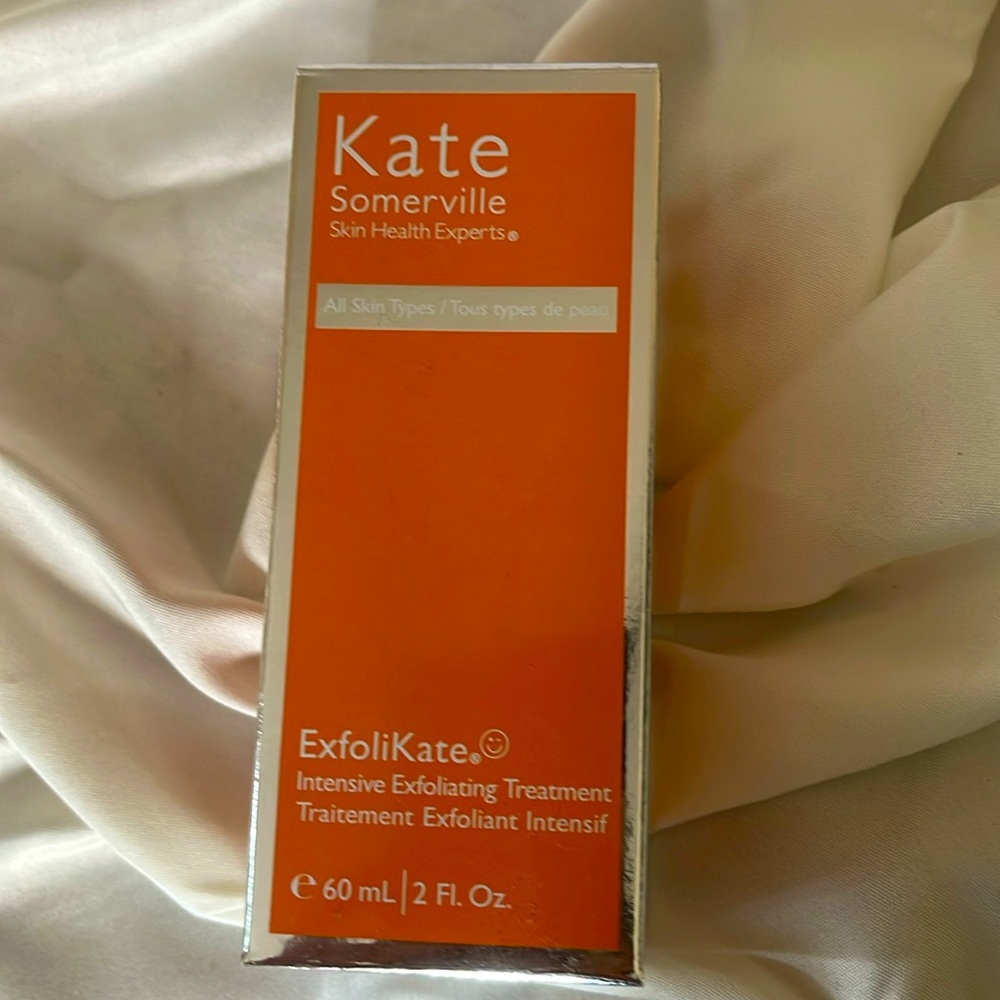 Kate
Somerville
Skin Health Experts®
All Skin Types / Tous types de peau
ExfoliKate®
Intensive Exfoliating Treatment
Traitement Exfoliant Intensif
℮ 60 mL | 2 Fl. Oz.